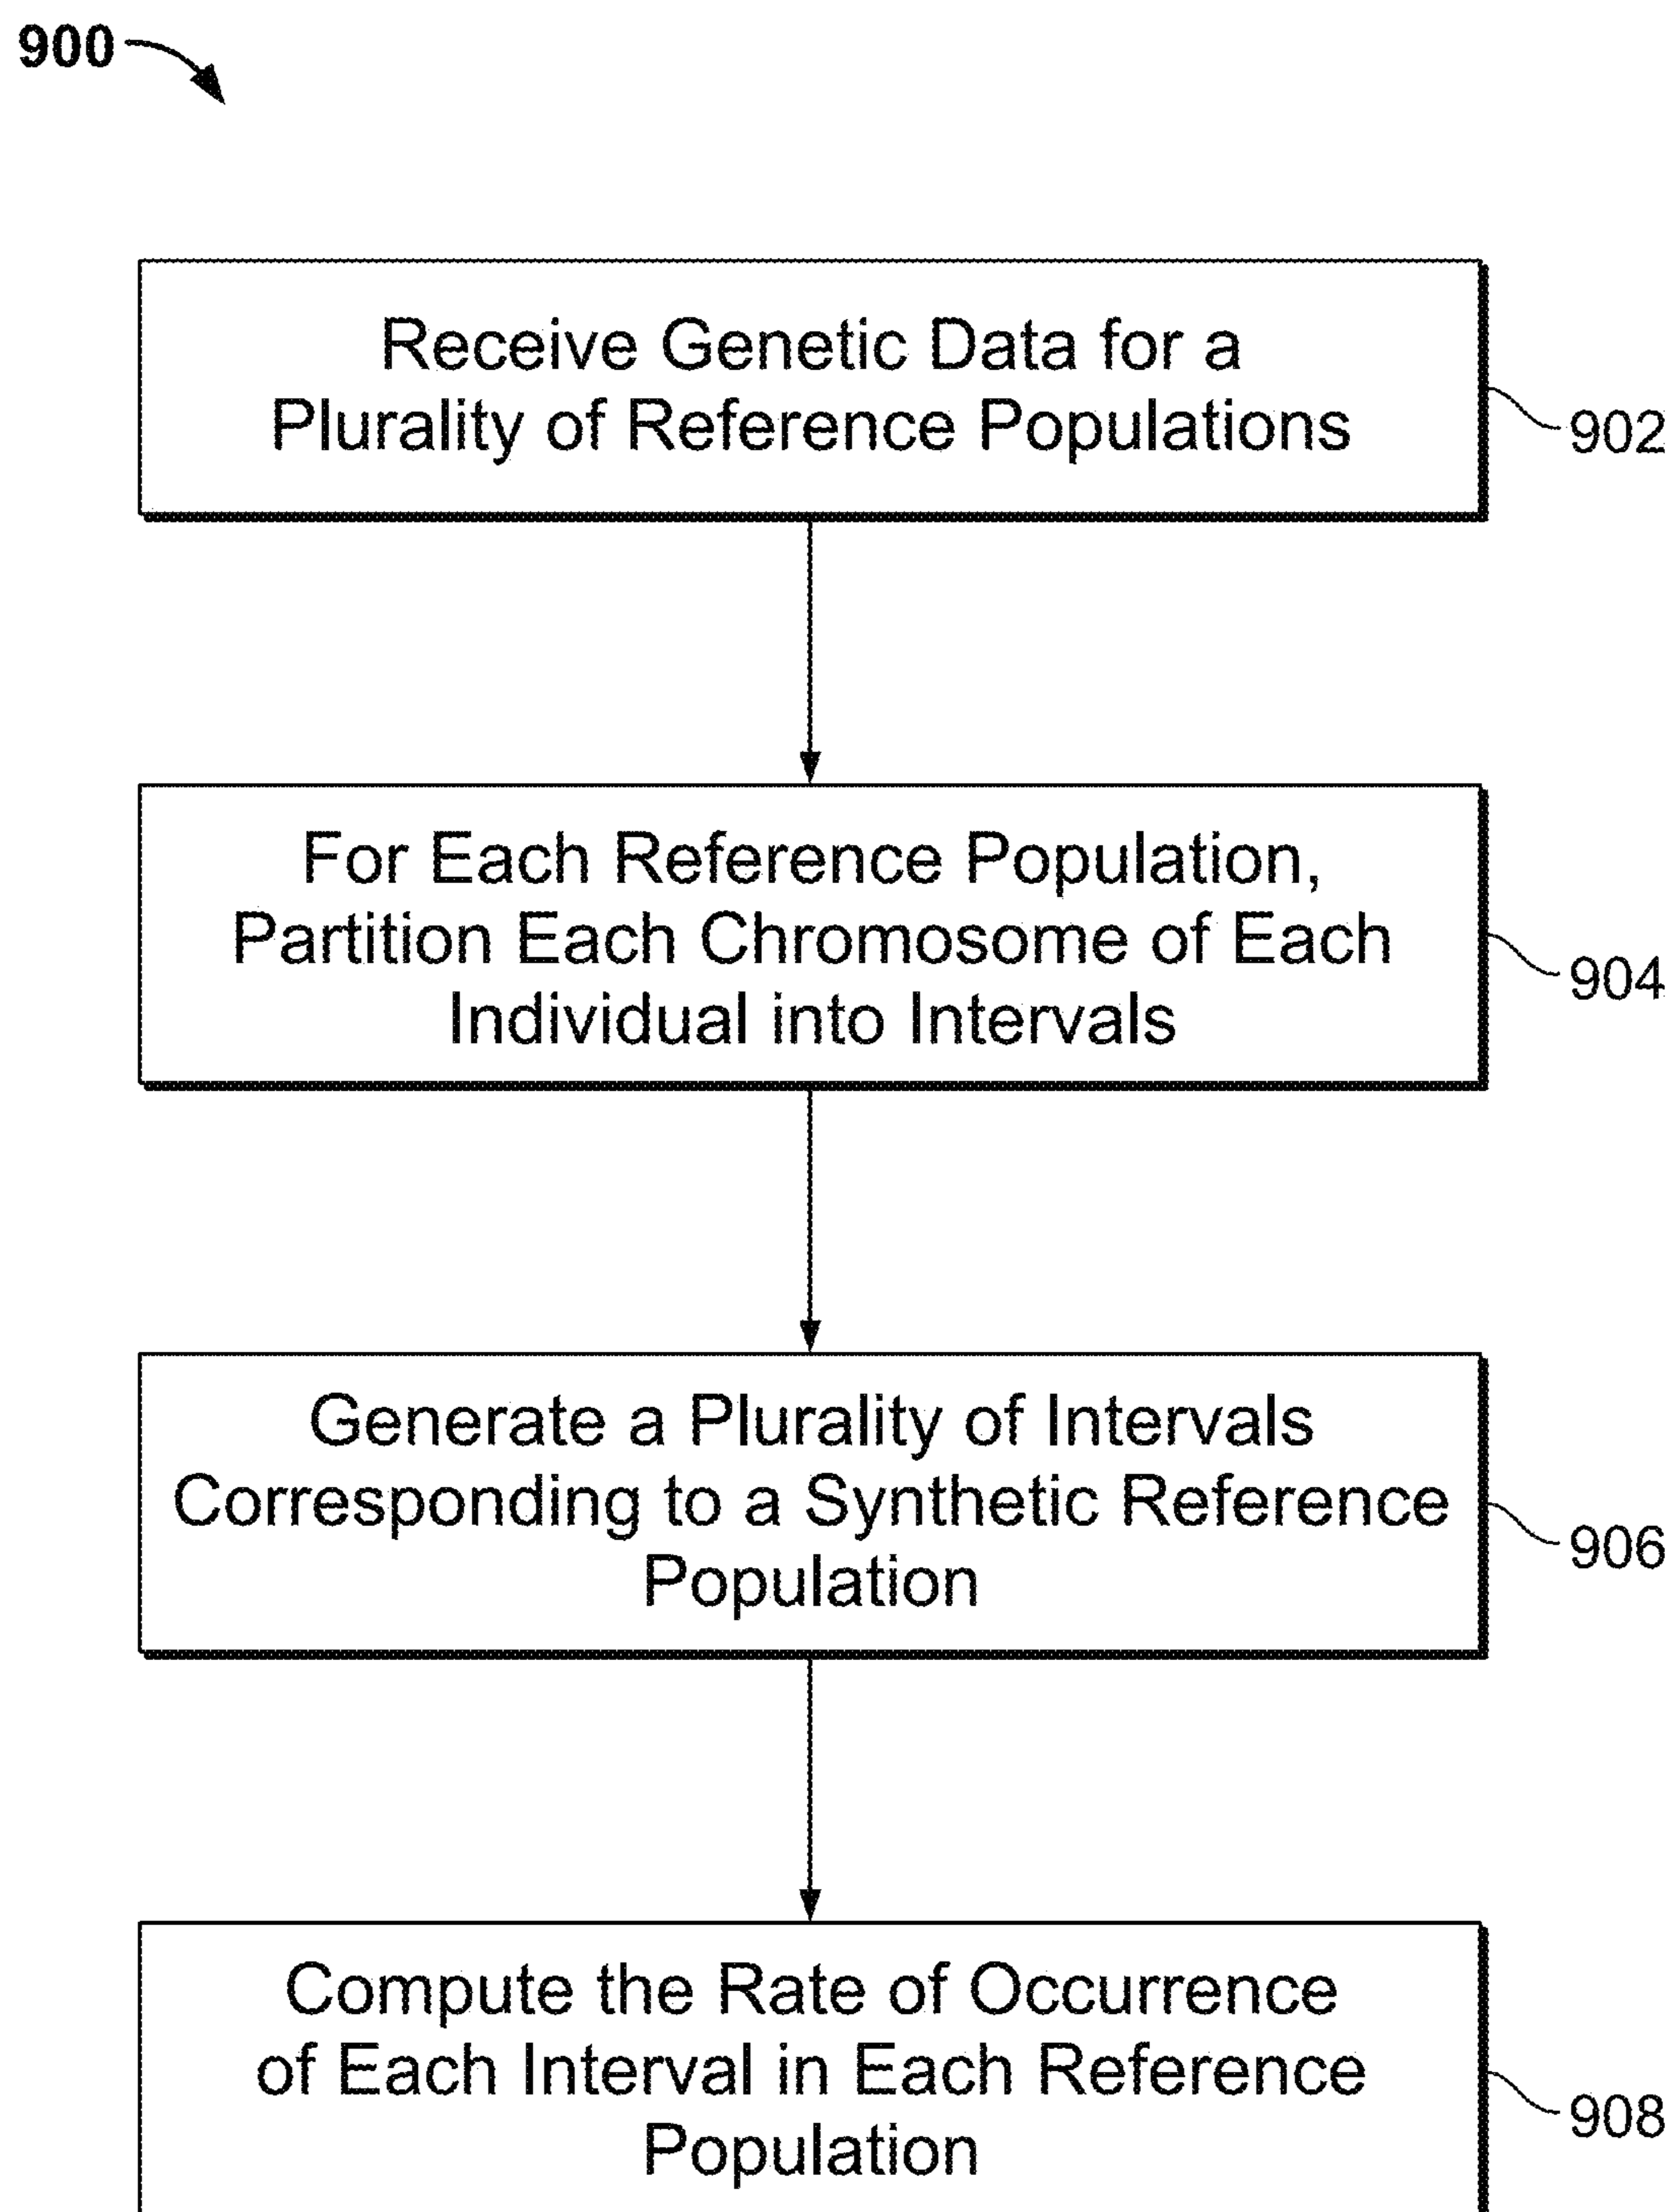 900
Receive Genetic Data for a
Plurality of Reference Populations
902
For Each Reference Population,
Partition Each Chromosome of Each
Individual into Intervals
904
Generate a Plurality of Intervals
Corresponding to a Synthetic Reference
Population
906
Compute the Rate of Occurrence
of Each Interval in Each Reference
Population
908